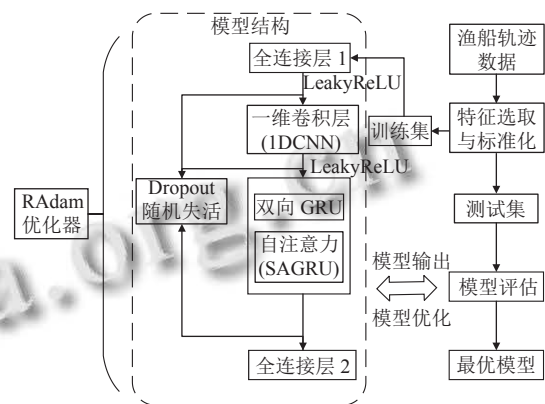 模型结构
全连接层 1
LeakyReLU
一维卷积层
(1DCNN)
LeakyReLU
Dropout
随机失活
双向 GRU
自注意力
(SAGRU)
全连接层 2
RAdam
优化器
训练集
渔船轨迹
数据
特征选取
与标准化
测试集
模型评估
最优模型
模型输出
模型优化
a.org.cn